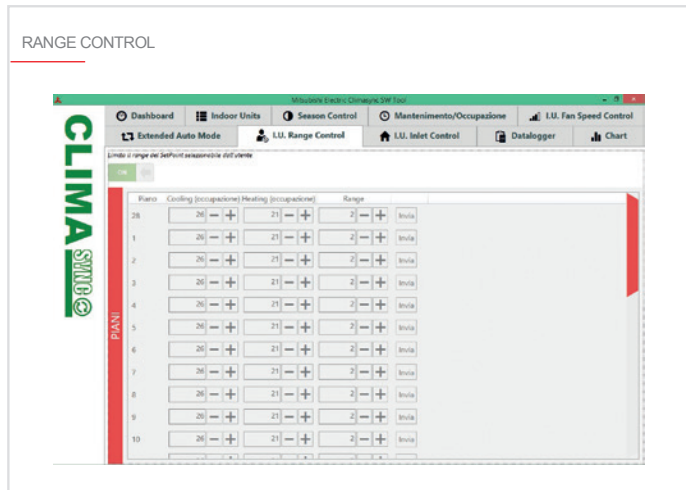 RANGE CONTROL
Mitsubishi Electric Climasync SW Tool
Dashboard Indoor Units Season Control Mantenimento/Occupazione I.U. Fan Speed Control
Extended Auto Mode I.U. Range Control I.U. Inlet Control Datalogger Chart
Limita il range del SetPoint selezionabile dall'utente
ON
CLIMA SYNC
PIANI
Piano Cooling (occupazione) Heating (occupazione) Range
28 26 − + 21 − + 2 − + Invia
1 26 − + 21 − + 2 − + Invia
2 26 − + 21 − + 2 − + Invia
3 26 − + 21 − + 2 − + Invia
4 26 − + 21 − + 2 − + Invia
5 26 − + 21 − + 2 − + Invia
6 26 − + 21 − + 2 − + Invia
7 26 − + 21 − + 2 − + Invia
8 26 − + 21 − + 2 − + Invia
9 26 − + 21 − + 2 − + Invia
10 26 − + 21 − + 2 − + Invia